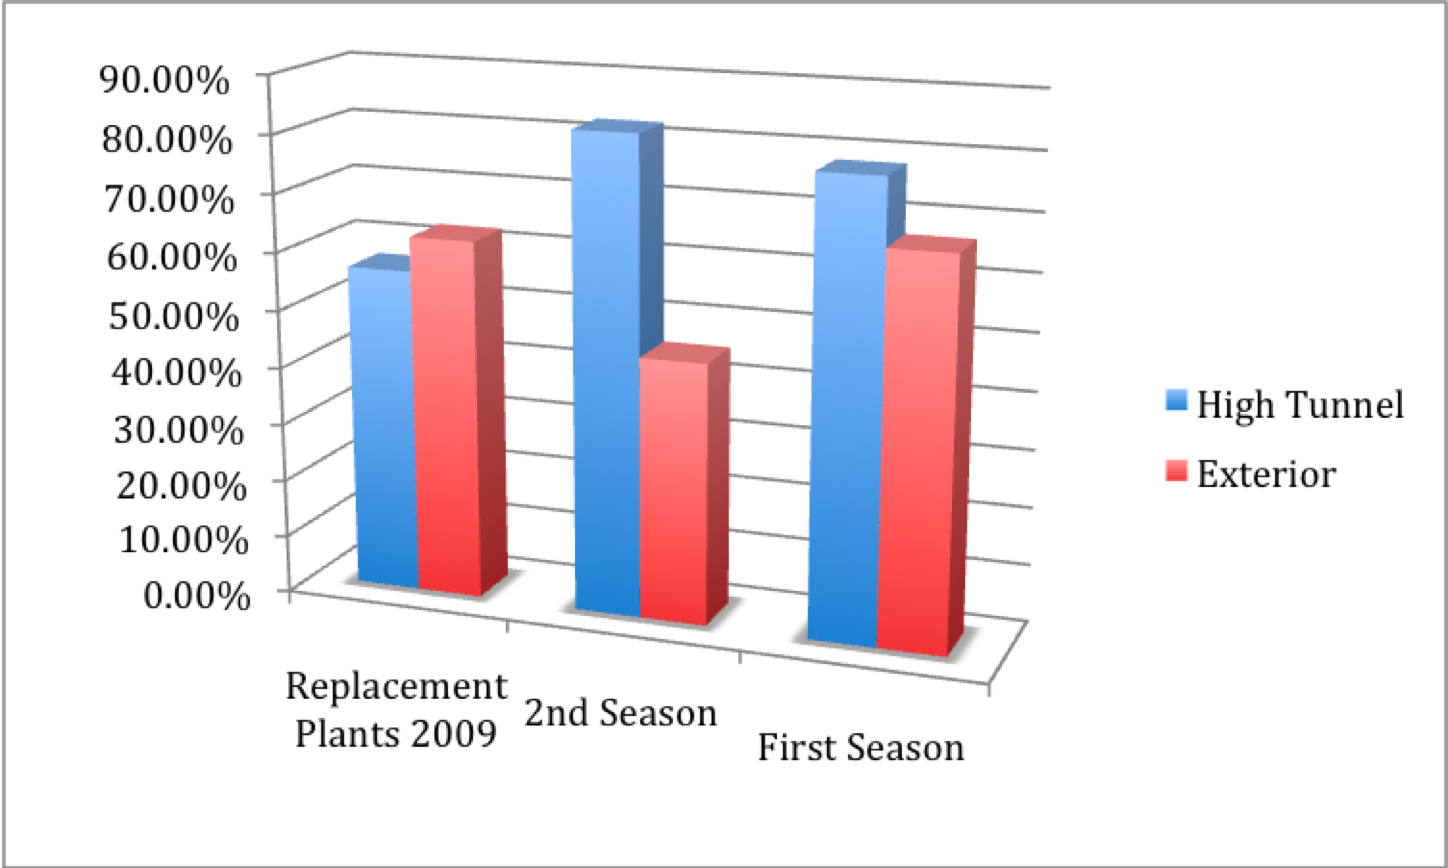 90.00%
80.00%
70.00%
60.00%
50.00%
40.00%
30.00%
20.00%
10.00%
0.00%
Replacement
Plants 2009
2nd Season
First Season
High Tunnel
Exterior